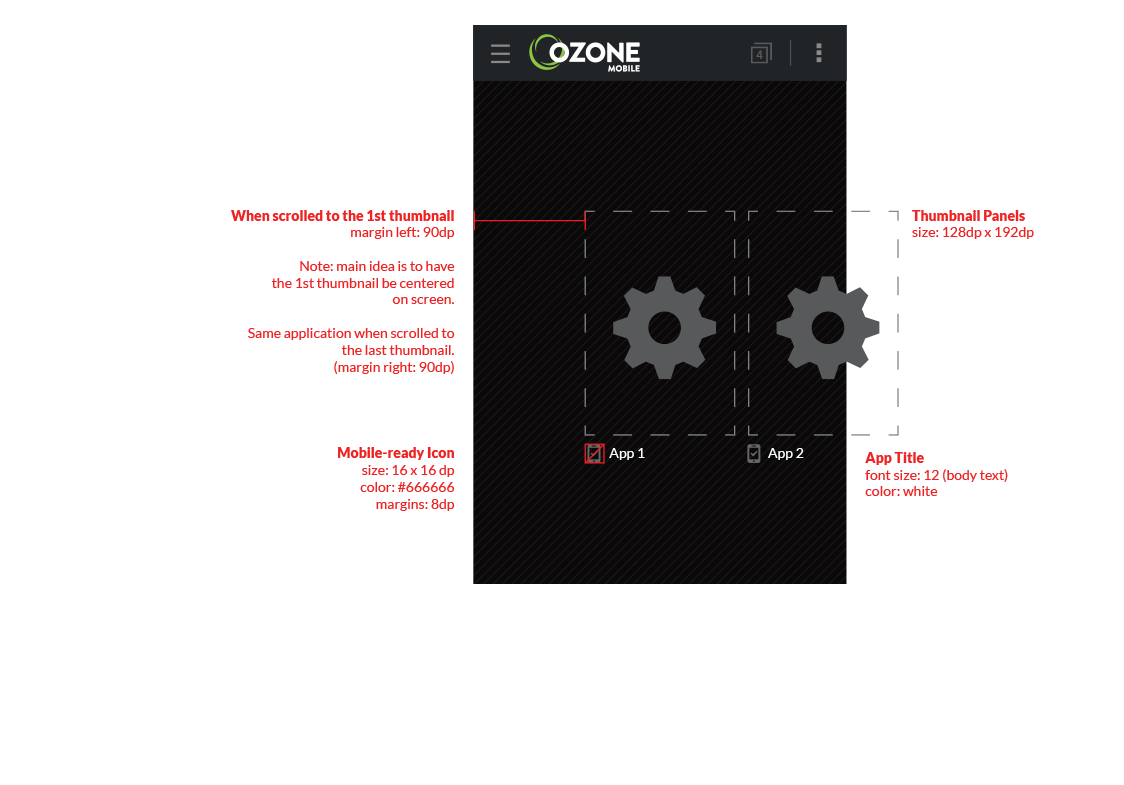 OZONE
MOBILE
4
When scrolled to the 1st thumbnail
margin left: 90dp
Note: main idea is to have
the 1st thumbnail be centered
on screen.
Same application when scrolled to
the last thumbnail.
(margin right: 90dp)
Thumbnail Panels
size: 128dp x 192dp
Mobile-ready Icon
size: 16 x 16 dp
color: #666666
margins: 8dp
App 1
App 2
App Title
font size: 12 (body text)
color: white